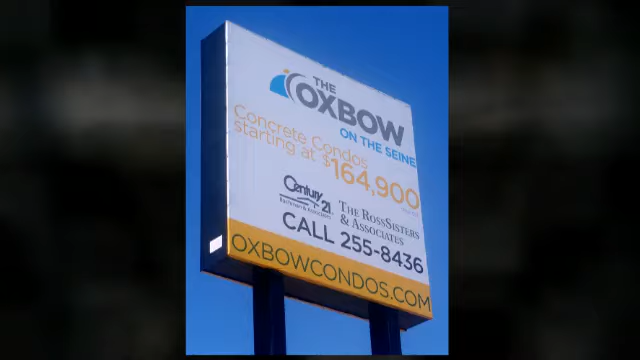 THE
OXBOW
ON THE SEINE
Concrete Condos
starting at $164,900
Century 21
THE ROSSSISTERS
& ASSOCIATES
CALL 255-8436
OXBOWCONDOS.COM